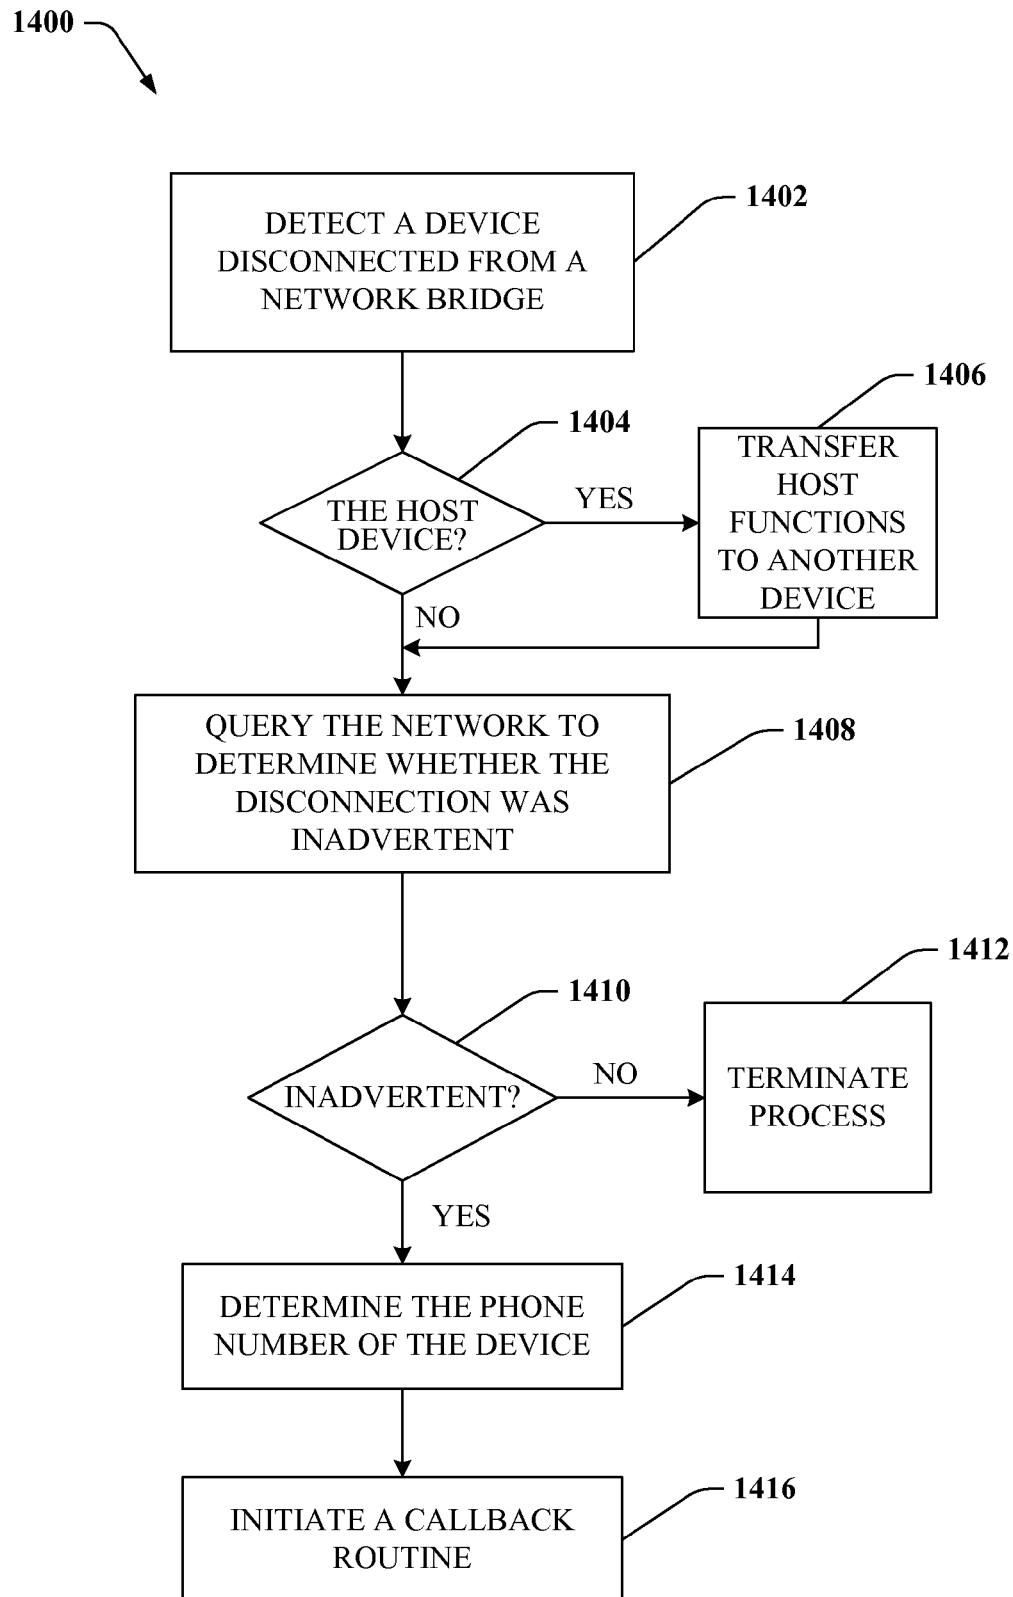 1400
1402
DETECT A DEVICE
DISCONNECTED FROM A
NETWORK BRIDGE
1404
THE HOST
DEVICE?
YES
1406
TRANSFER
HOST
FUNCTIONS
TO ANOTHER
DEVICE
NO
1408
QUERY THE NETWORK TO
DETERMINE WHETHER THE
DISCONNECTION WAS
INADVERTENT
1410
INADVERTENT?
NO
1412
TERMINATE
PROCESS
YES
1414
DETERMINE THE PHONE
NUMBER OF THE DEVICE
1416
INITIATE A CALLBACK
ROUTINE